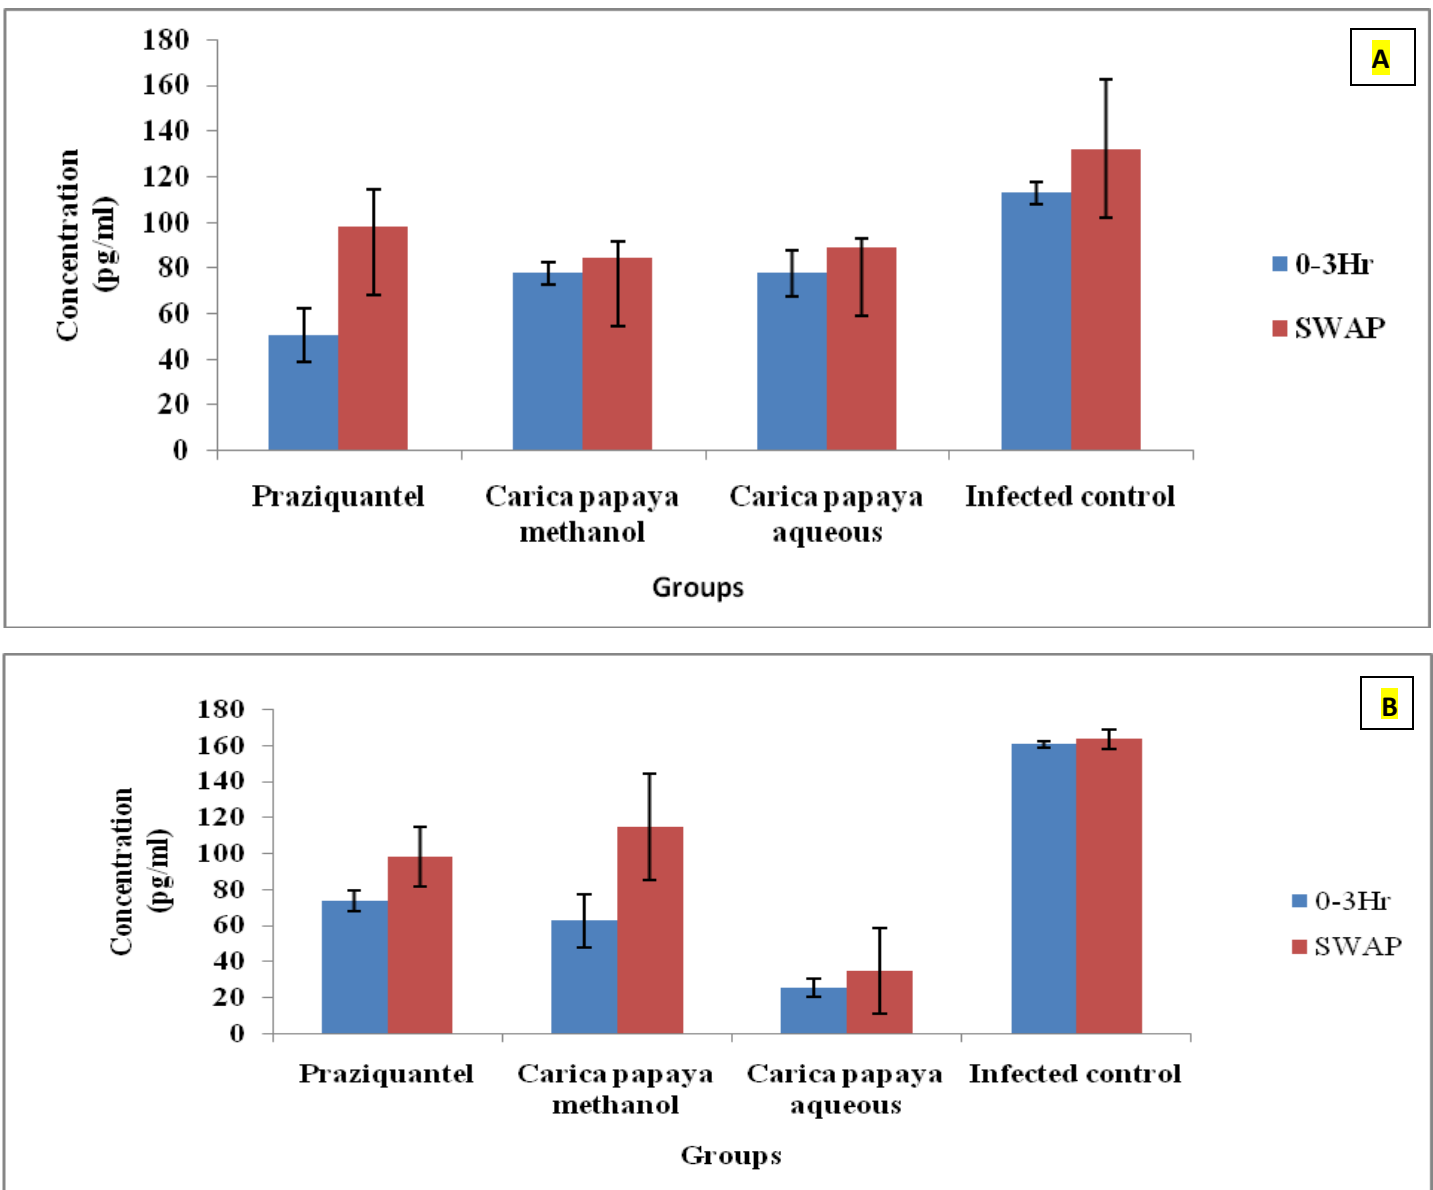 A
180
160
140
120
100
80
60
40
20
0
Concentration
(pg/ml)
0-3Hr
SWAP
Praziquantel
Carica papaya
methanol
Carica papaya
aqueous
Infected control
Groups
B
180
160
140
120
100
80
60
40
20
0
Concentration
(pg/ml)
0-3Hr
SWAP
Praziquantel
Carica papaya
methanol
Carica papaya
aqueous
Infected control
Groups